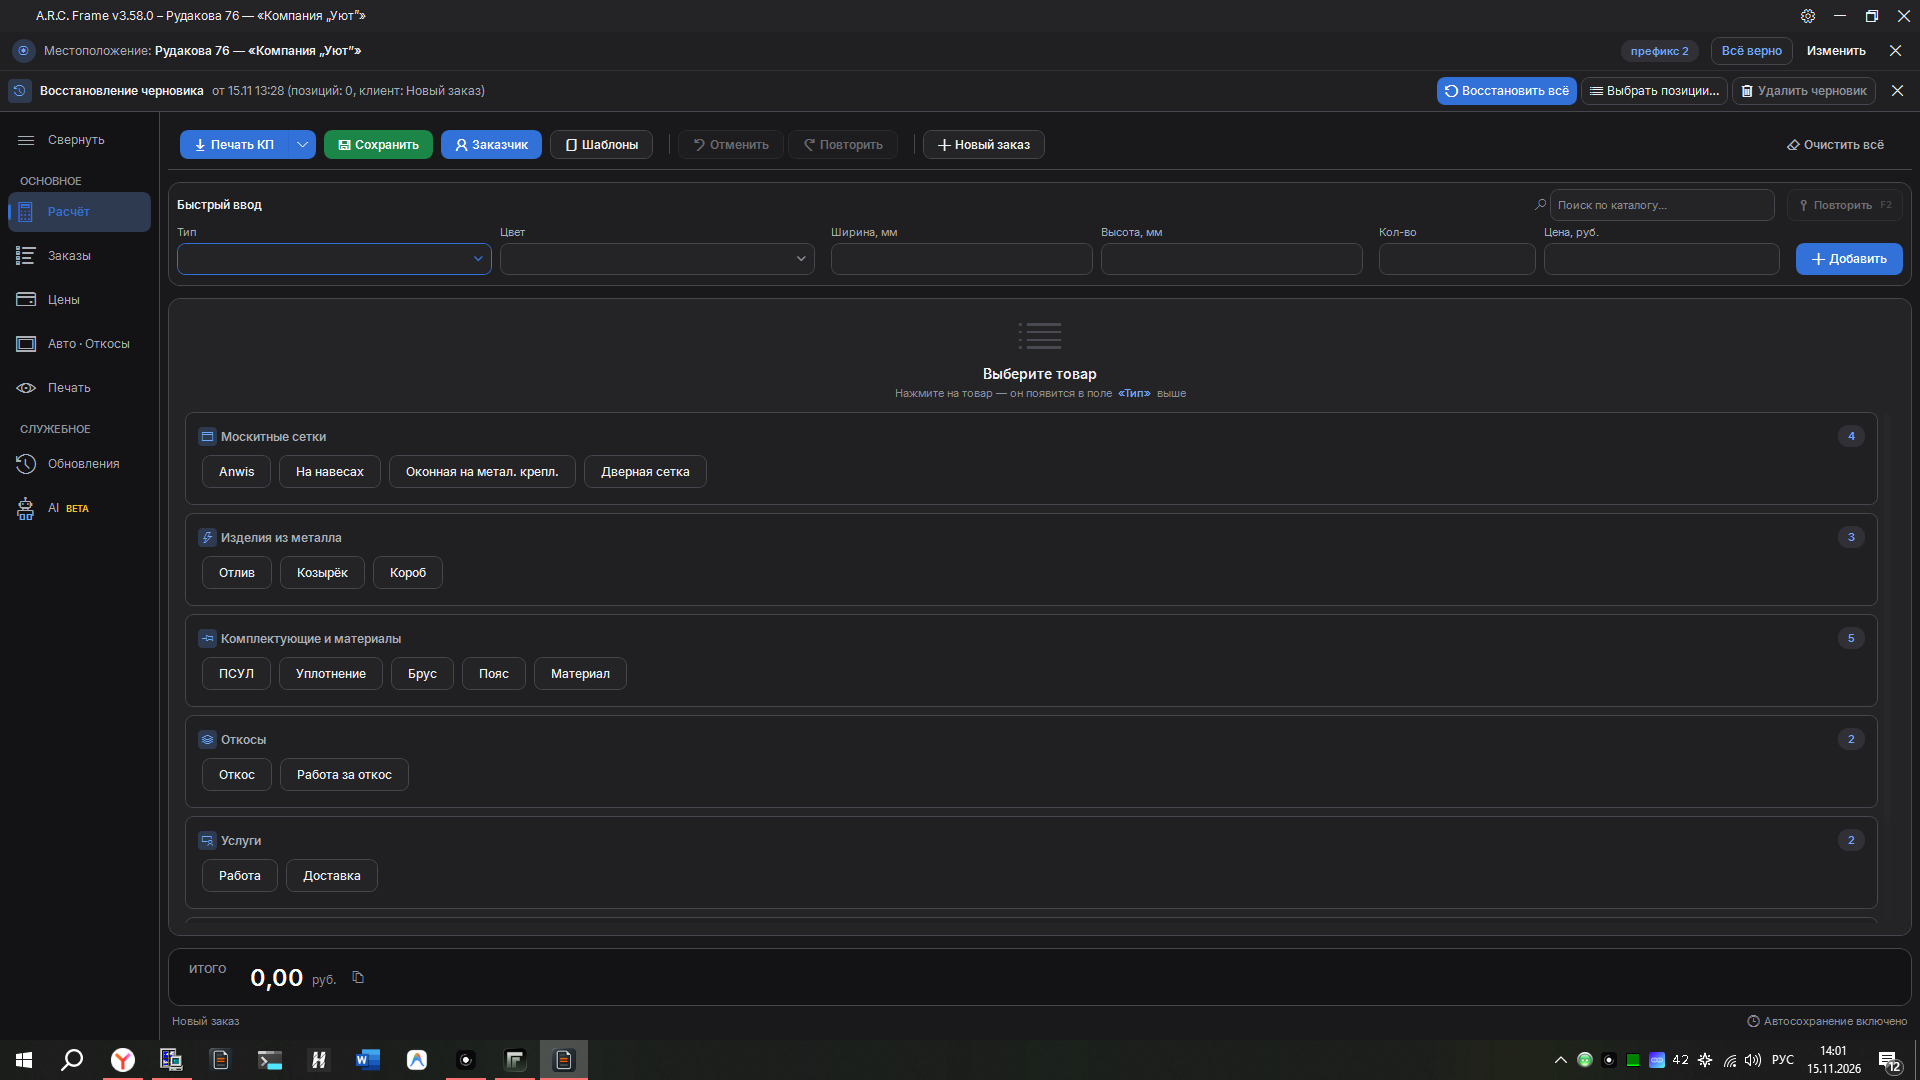 A.R.C. Frame v3.58.0 – Рудакова 76 — «Компания „Уют"»
Местоположение: Рудакова 76 — «Компания „Уют"»
префикс 2
Всё верно
Изменить
Восстановление черновика от 15.11 13:28 (позиций: 0, клиент: Новый заказ)
Восстановить всё
Выбрать позиции...
Удалить черновик
Свернуть
ОСНОВНОЕ
Расчёт
Заказы
Цены
Авто · Откосы
Печать
СЛУЖЕБНОЕ
Обновления
AI BETA
Печать КП
Сохранить
Заказчик
Шаблоны
Отменить
Повторить
Новый заказ
Очистить всё
Быстрый ввод
Поиск по каталогу...
Повторить F2
Тип
Цвет
Ширина, мм
Высота, мм
Кол-во
Цена, руб.
Добавить
Выберите товар
Нажмите на товар — он появится в поле «Тип» выше
Москитные сетки
4
Anwis
На навесах
Оконная на метал. крепл.
Дверная сетка
Изделия из металла
3
Отлив
Козырёк
Короб
Комплектующие и материалы
5
ПСУЛ
Уплотнение
Брус
Пояс
Материал
Откосы
2
Откос
Работа за откос
Услуги
2
Работа
Доставка
ИТОГО
0,00 руб.
Новый заказ
Автосохранение включено
42
РУС
14:01
15.11.2026
12